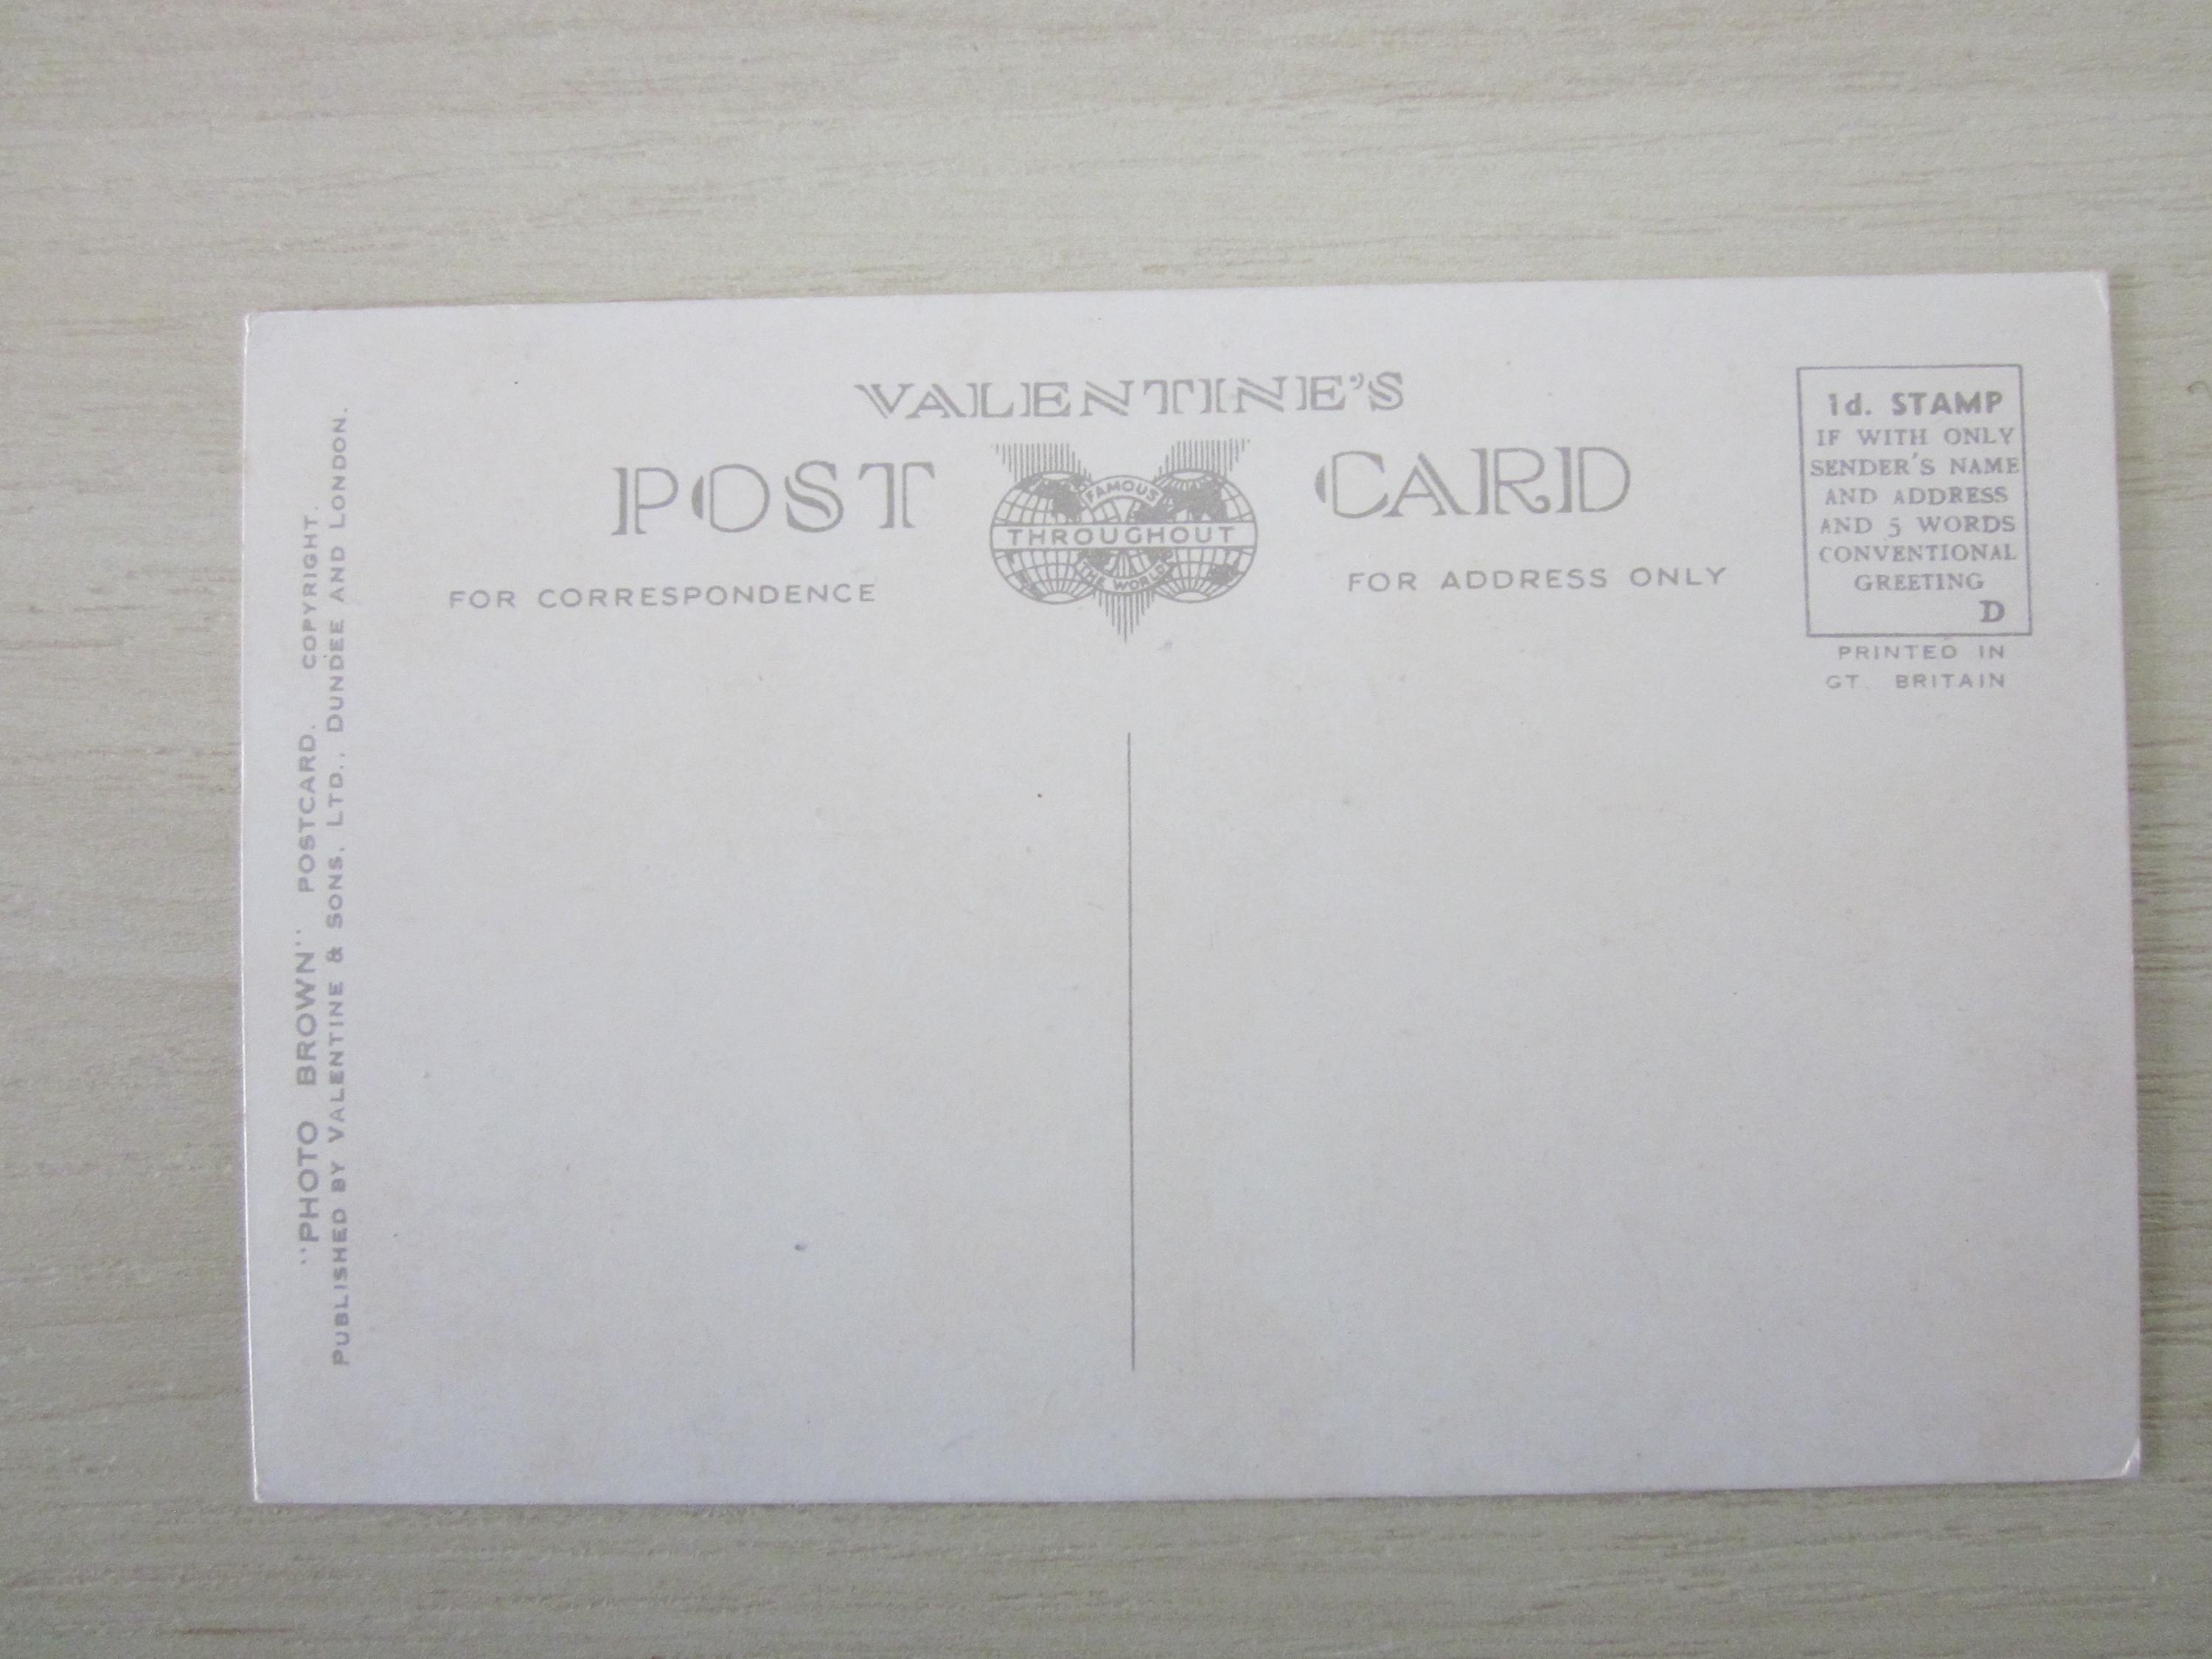 VALENTINE'S
POST CARD
FAMOUS
THROUGHOUT
THE WORLD
FOR CORRESPONDENCE
FOR ADDRESS ONLY
1d. STAMP
IF WITH ONLY
SENDER'S NAME
AND ADDRESS
AND 5 WORDS
CONVENTIONAL
GREETING
D
PRINTED IN
GT. BRITAIN
"PHOTO BROWN" POSTCARD. COPYRIGHT.
PUBLISHED BY VALENTINE & SONS, LTD., DUNDEE AND LONDON.